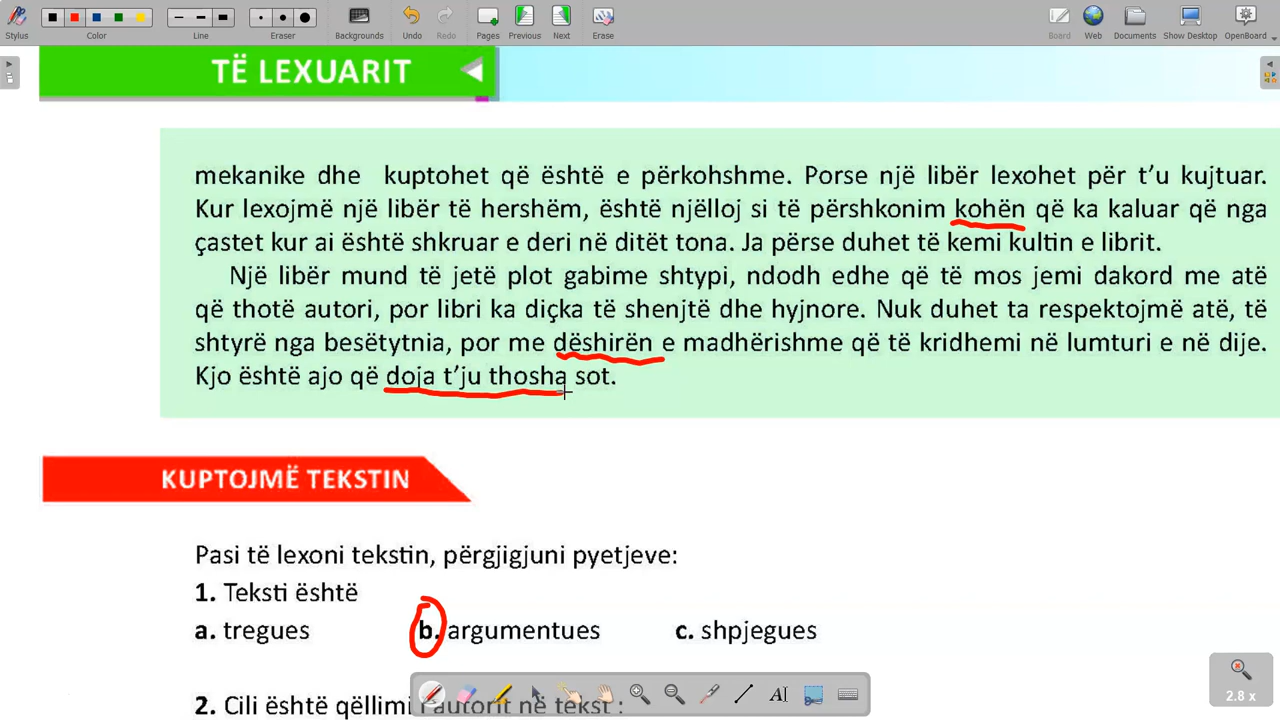 Stylus
Color
Line
Eraser
Backgrounds
Undo
Redo
Pages
Previous
Next
Erase
Board
Web
Documents
Show Desktop
OpenBoard
TË LEXUARIT
mekanike dhe kuptohet që është e përkohshme. Porse një libër lexohet për t’u kujtuar.
Kur lexojmë një libër të hershëm, është njëlloj si të përshkonim kohën që ka kaluar që nga
çastet kur ai është shkruar e deri në ditët tona. Ja përse duhet të kemi kultin e librit.
Një libër mund të jetë plot gabime shtypi, ndodh edhe që të mos jemi dakord me atë
që thotë autori, por libri ka diçka të shenjtë dhe hyjnore. Nuk duhet ta respektojmë atë, të
shtyrë nga besëtytnia, por me dëshirën e madhërishme që të kridhemi në lumturi e në dije.
Kjo është ajo që doja t’ju thosha sot.
KUPTOJMË TEKSTIN
Pasi të lexoni tekstin, përgjigjuni pyetjeve:
1. Teksti është
a. tregues b. argumentues c. shpjegues
2. Cili është qëllimi i autorit në tekst :
2.8 x